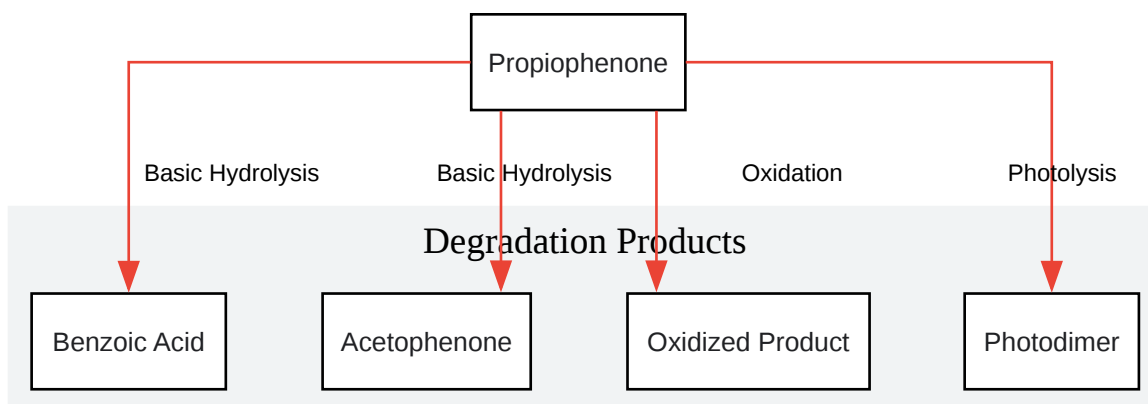 Propiophenone
Basic Hydrolysis
Basic Hydrolysis
Oxidation
Photolysis
Degradation Products
Benzoic Acid
Acetophenone
Oxidized Product
Photodimer